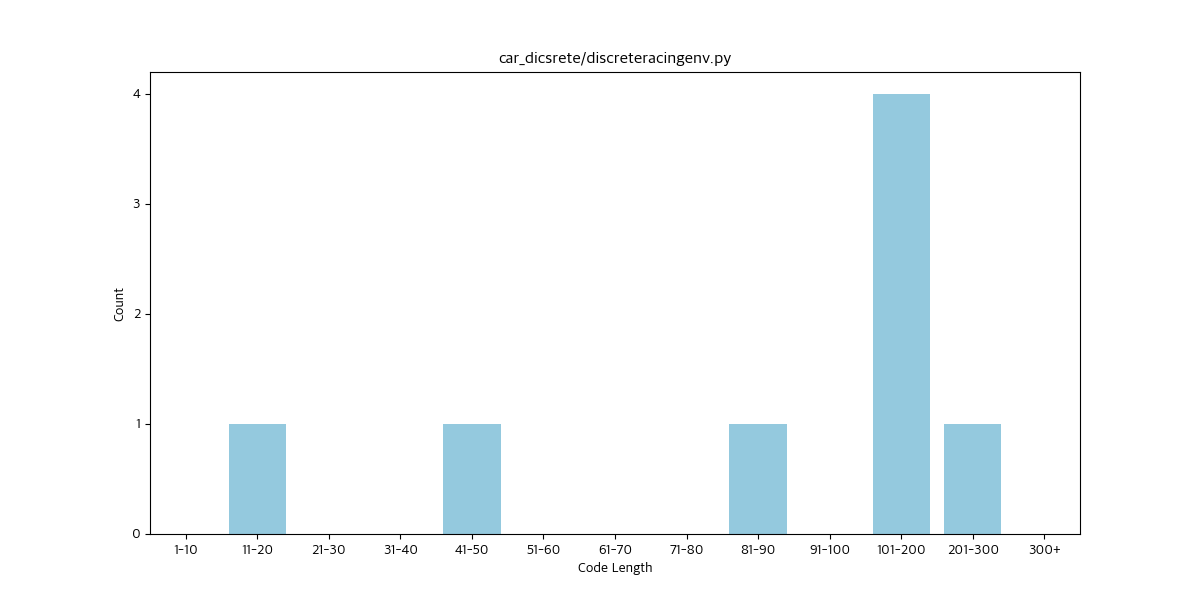 car_dicsrete/discreteracingenv.py
4
3
2
1
0
Count
1-10 11-20 21-30 31-40 41-50 51-60 61-70 71-80 81-90 91-100 101-200 201-300 300+
Code Length